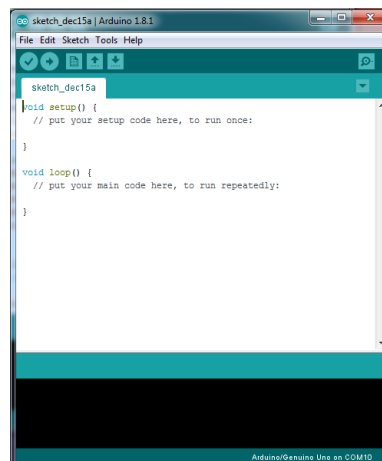 sketch_dec15a | Arduino 1.8.1
File Edit Sketch Tools Help
sketch_dec15a
void setup() {
  // put your setup code here, to run once:
}
void loop() {
  // put your main code here, to run repeatedly:
}
Arduino/Genuino Uno on COM10